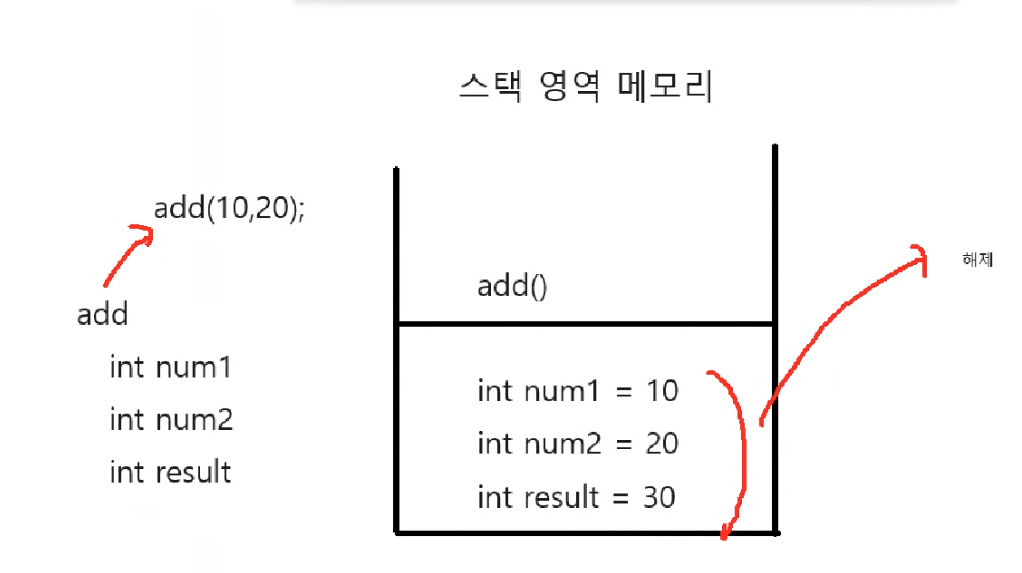 스택 영역 메모리
add(10,20);
add
int num1
int num2
int result
add()
int num1 = 10
int num2 = 20
int result = 30
해제